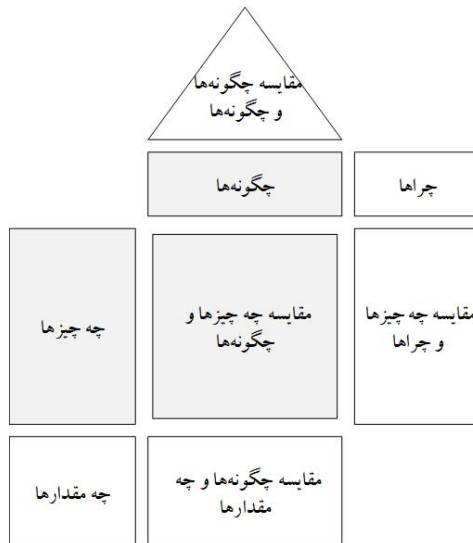 مقایسه چگونه‌ها
و چگونه‌ها
چگونه‌ها
چراها
چه چیزها
مقایسه چه چیزها و
چگونه‌ها
مقایسه چه چیزها
و چراها
چه مقدارها
مقایسه چگونه‌ها و چه
مقدارها